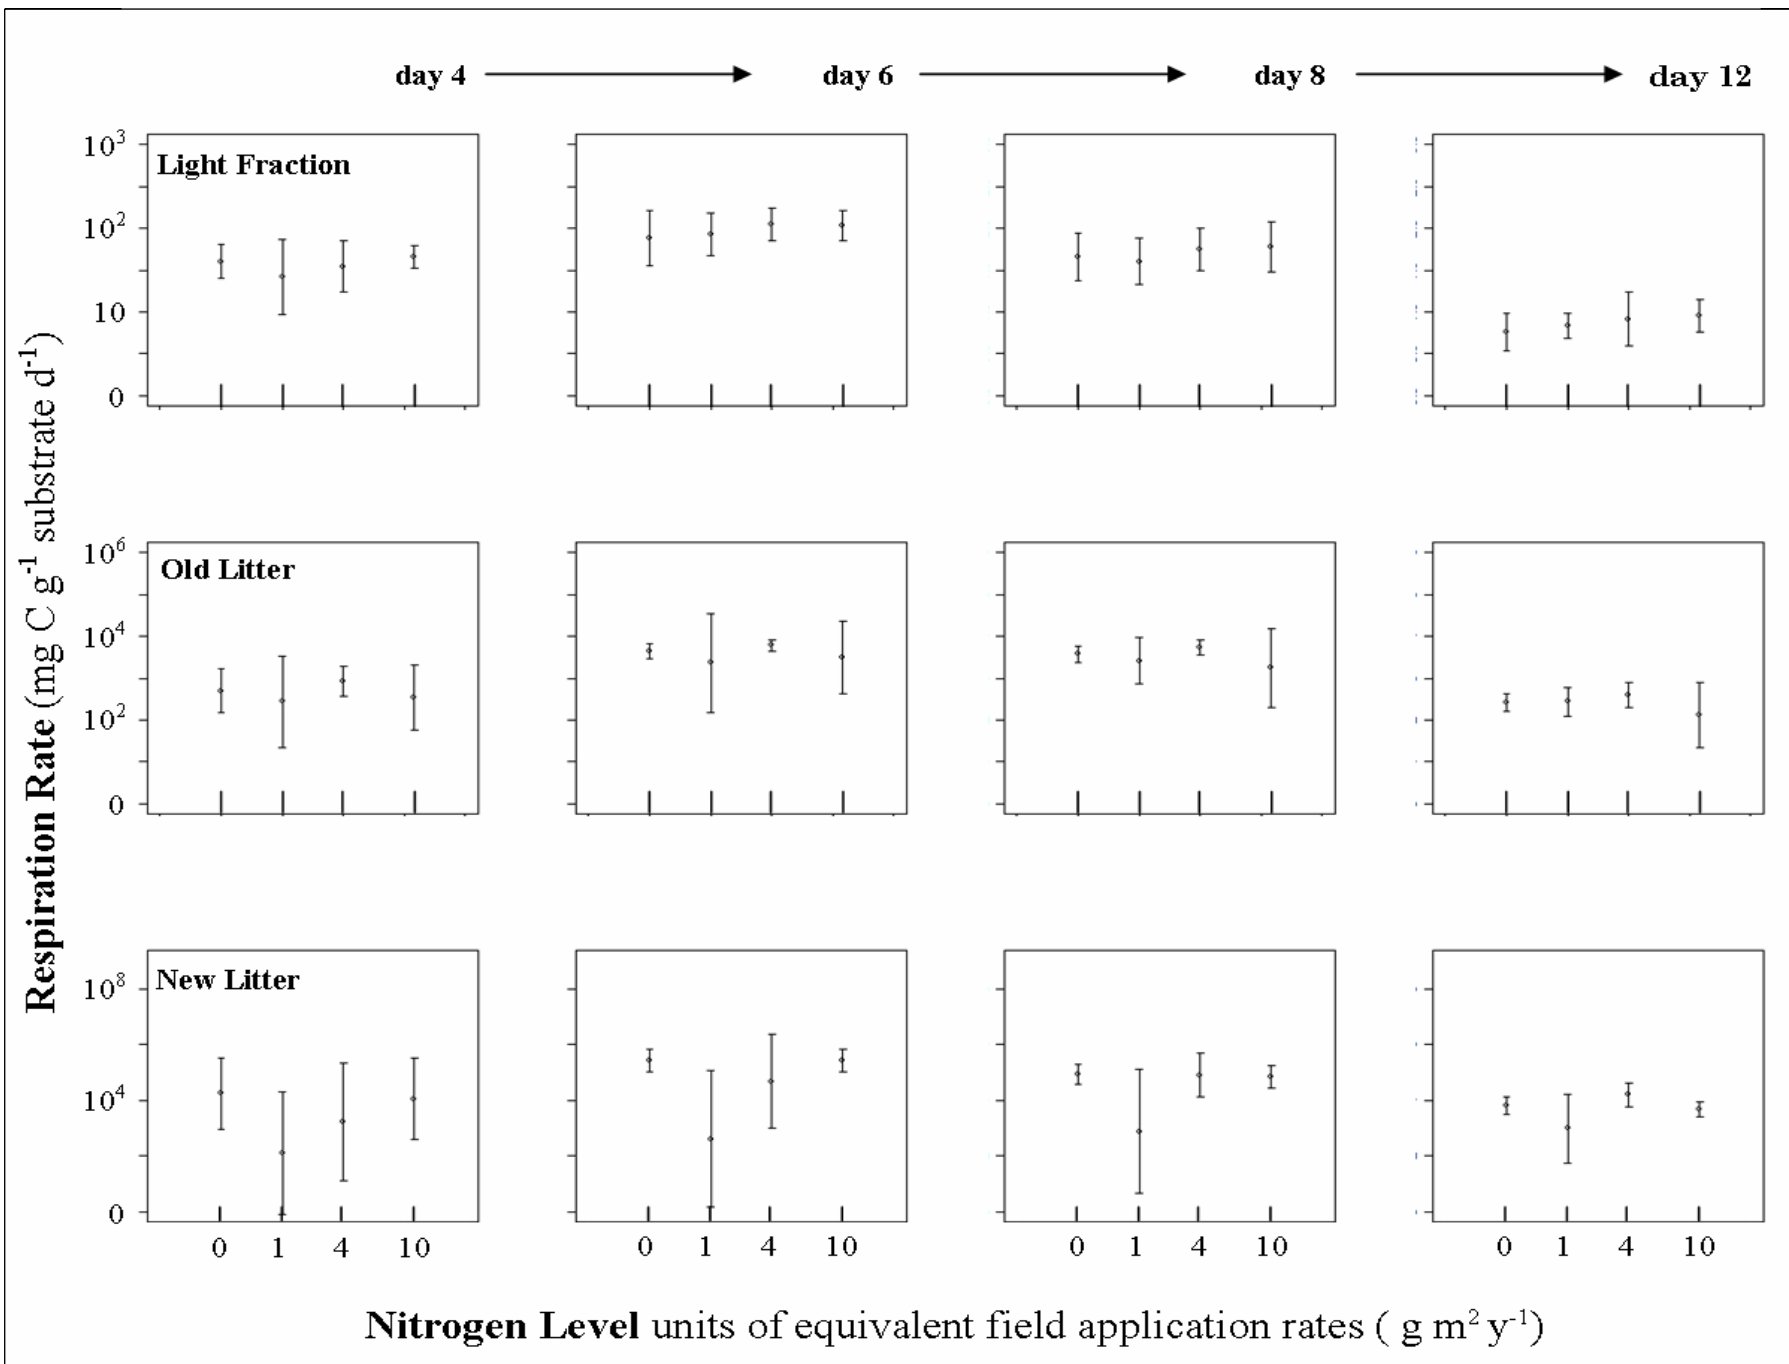 day 4 day 6 day 8 day 12
10³
Light Fraction
10²
10
0
10⁶
Old Litter
10⁴
10²
0
10⁸
New Litter
10⁴
0
0 1 4 10 0 1 4 10 0 1 4 10 0 1 4 10
Respiration Rate (mg C g⁻¹ substrate d⁻¹)
Nitrogen Level units of equivalent field application rates ( g m² y⁻¹)